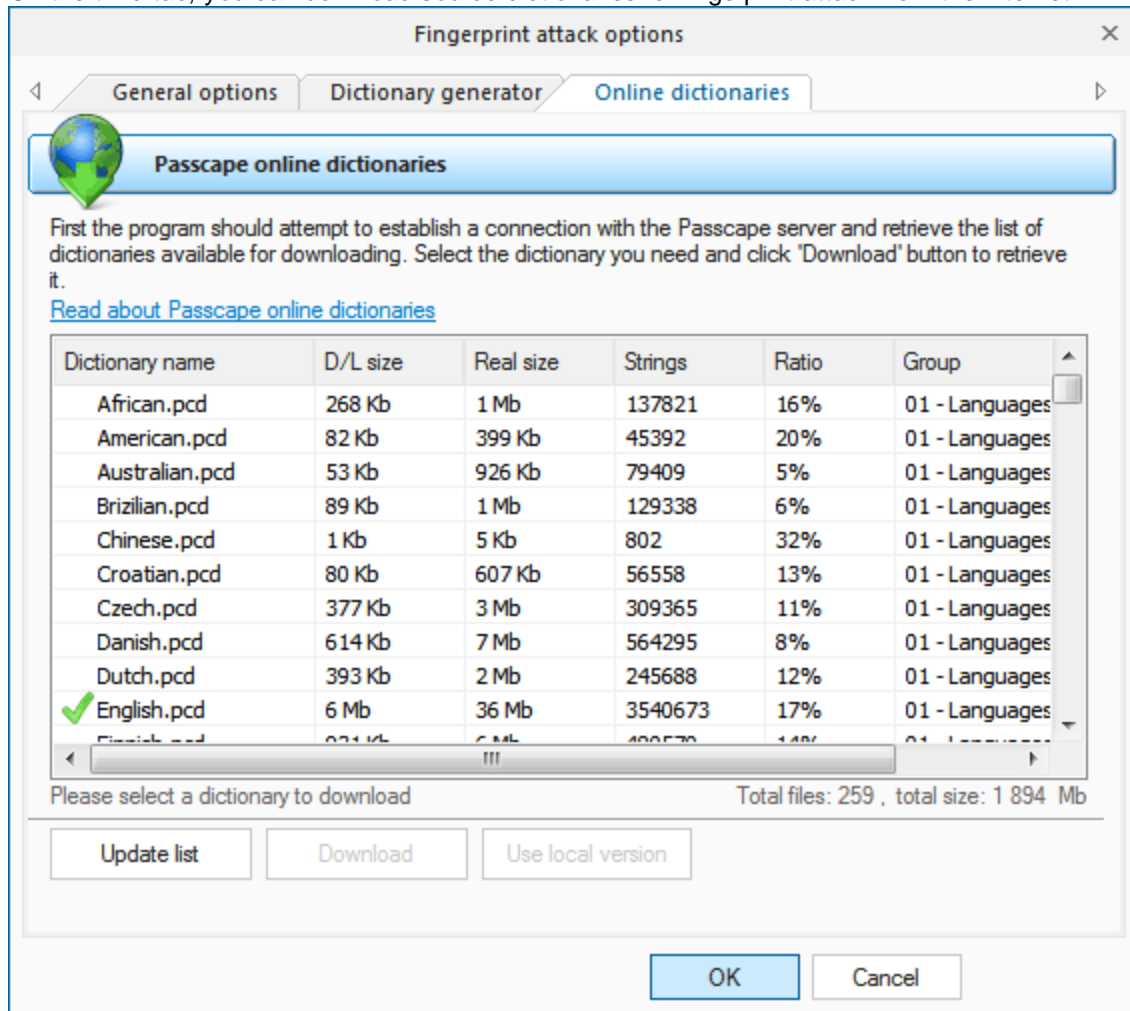 Fingerprint attack options
General options Dictionary generator Online dictionaries
Passcape online dictionaries
First the program should attempt to establish a connection with the Passcape server and retrieve the list of
dictionaries available for downloading. Select the dictionary you need and click 'Download' button to retrieve
it.
Read about Passcape online dictionaries
Dictionary name D/L size Real size Strings Ratio Group
African.pcd 268 Kb 1 Mb 137821 16% 01 - Languages
American.pcd 82 Kb 399 Kb 45392 20% 01 - Languages
Australian.pcd 53 Kb 926 Kb 79409 5% 01 - Languages
Brizilian.pcd 89 Kb 1 Mb 129338 6% 01 - Languages
Chinese.pcd 1 Kb 5 Kb 802 32% 01 - Languages
Croatian.pcd 80 Kb 607 Kb 56558 13% 01 - Languages
Czech.pcd 377 Kb 3 Mb 309365 11% 01 - Languages
Danish.pcd 614 Kb 7 Mb 564295 8% 01 - Languages
Dutch.pcd 393 Kb 2 Mb 245688 12% 01 - Languages
English.pcd 6 Mb 36 Mb 3540673 17% 01 - Languages
Please select a dictionary to download Total files: 259 , total size: 1 894 Mb
Update list Download Use local version
OK Cancel